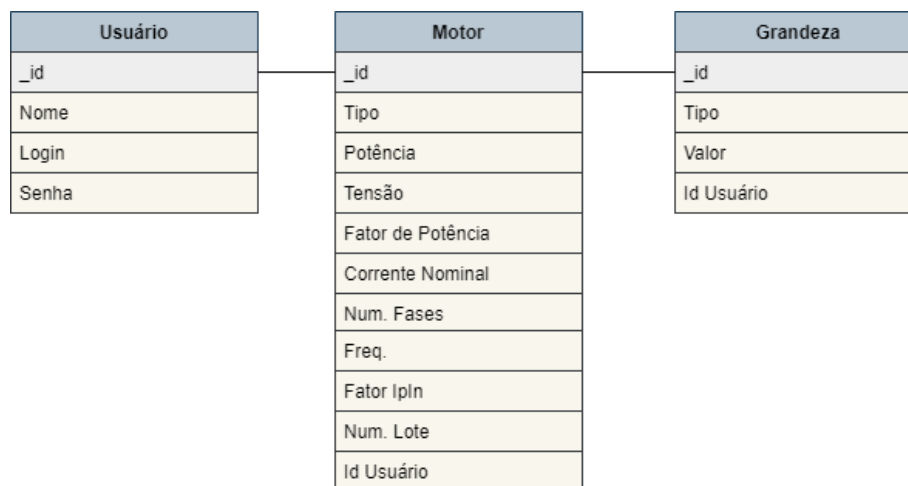 Usuário
_id
Nome
Login
Senha
Motor
_id
Tipo
Potência
Tensão
Fator de Potência
Corrente Nominal
Num. Fases
Freq.
Fator IpIn
Num. Lote
Id Usuário
Grandeza
_id
Tipo
Valor
Id Usuário